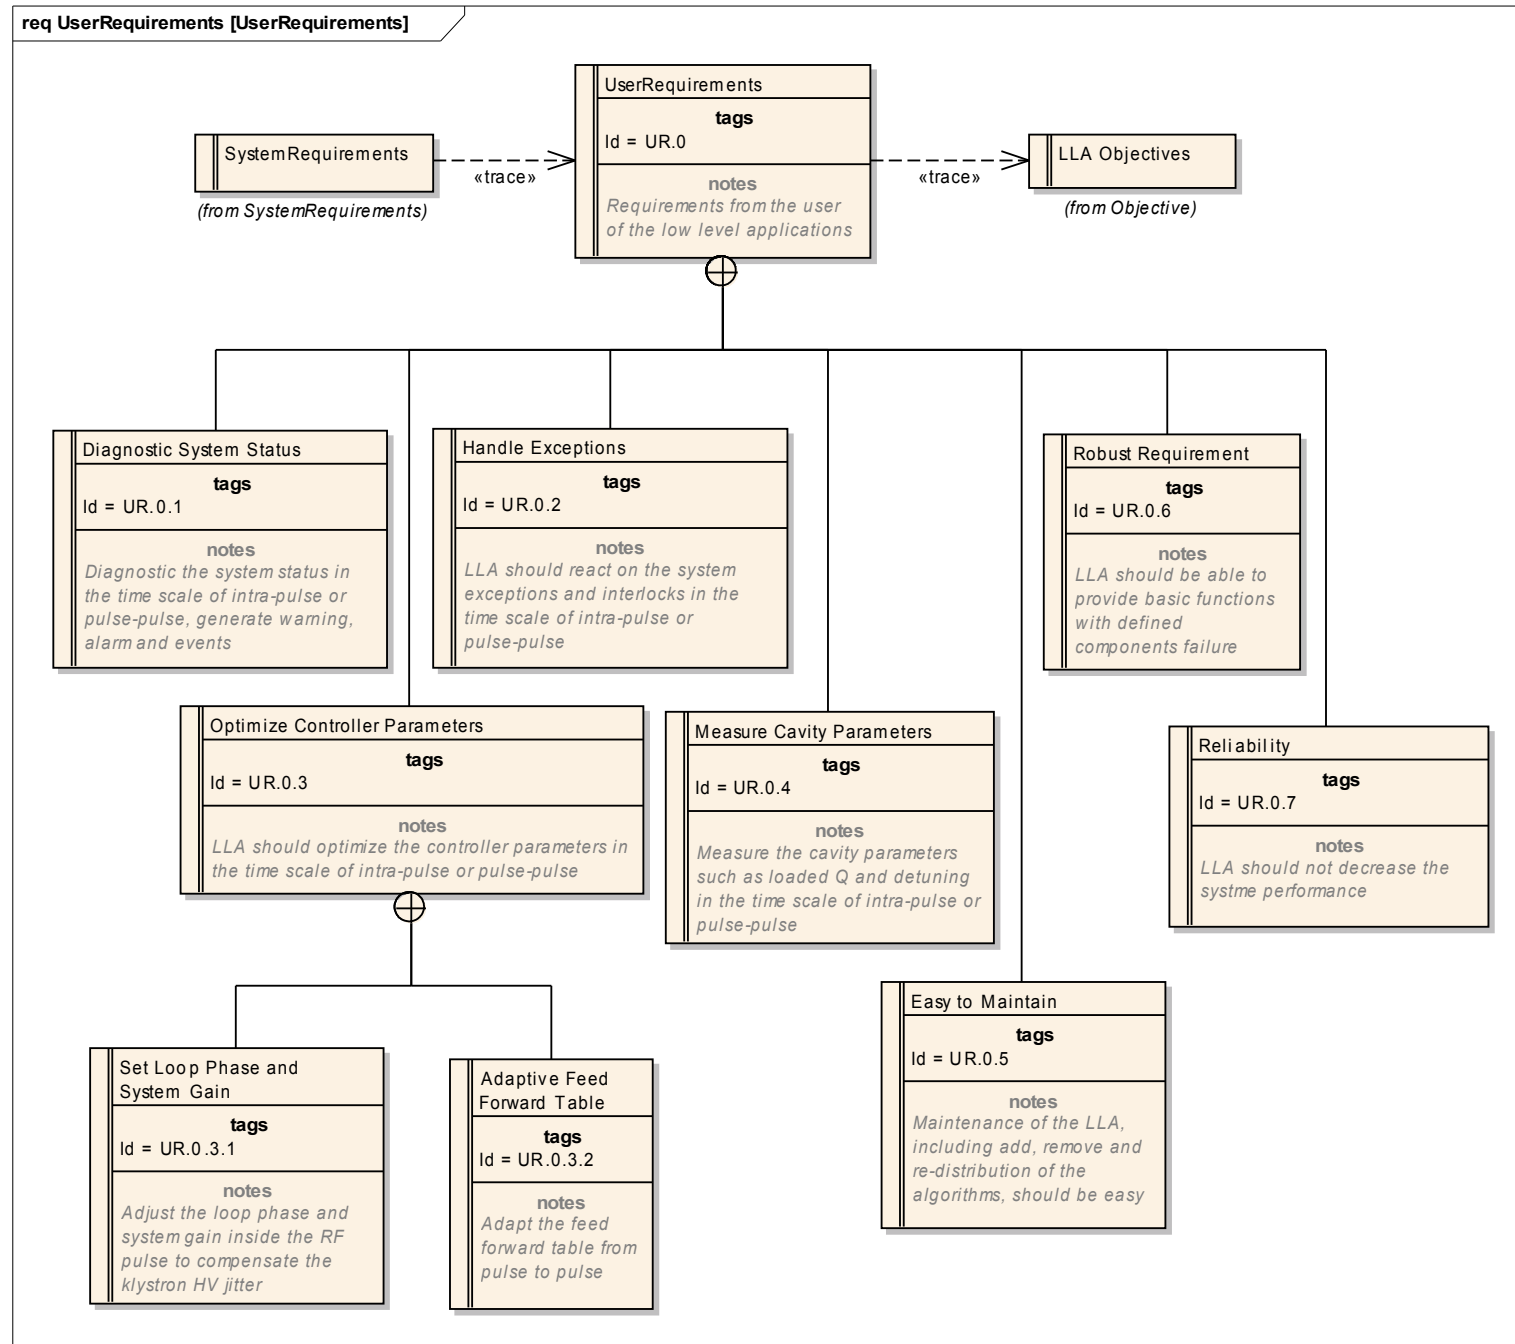 req UserRequirements [UserRequirements]
UserRequirements
tags
Id = UR.0
notes
Requirements from the user
of the low level applications
SystemRequirements
(from SystemRequirements)
«trace»
«trace»
LLA Objectives
(from Objective)
Diagnostic System Status
tags
Id = UR.0.1
notes
Diagnostic the system status in
the time scale of intra-pulse or
pulse-pulse, generate warning,
alarm and events
Handle Exceptions
tags
Id = UR.0.2
notes
LLA should react on the system
exceptions and interlocks in the
time scale of intra-pulse or
pulse-pulse
Robust Requirement
tags
Id = UR.0.6
notes
LLA should be able to
provide basic functions
with defined
components failure
Optimize Controller Parameters
tags
Id = UR.0.3
notes
LLA should optimize the controller parameters in
the time scale of intra-pulse or pulse-pulse
Measure Cavity Parameters
tags
Id = UR.0.4
notes
Measure the cavity parameters
such as loaded Q and detuning
in the time scale of intra-pulse or
pulse-pulse
Reliability
tags
Id = UR.0.7
notes
LLA should not decrease the
systme performance
Easy to Maintain
tags
Id = UR.0.5
notes
Maintenance of the LLA,
including add, remove and
re-distribution of the
algorithms, should be easy
Set Loop Phase and
System Gain
tags
Id = UR.0.3.1
notes
Adjust the loop phase and
system gain inside the RF
pulse to compensate the
klystron HV jitter
Adaptive Feed
Forward Table
tags
Id = UR.0.3.2
notes
Adapt the feed
forward table from
pulse to pulse